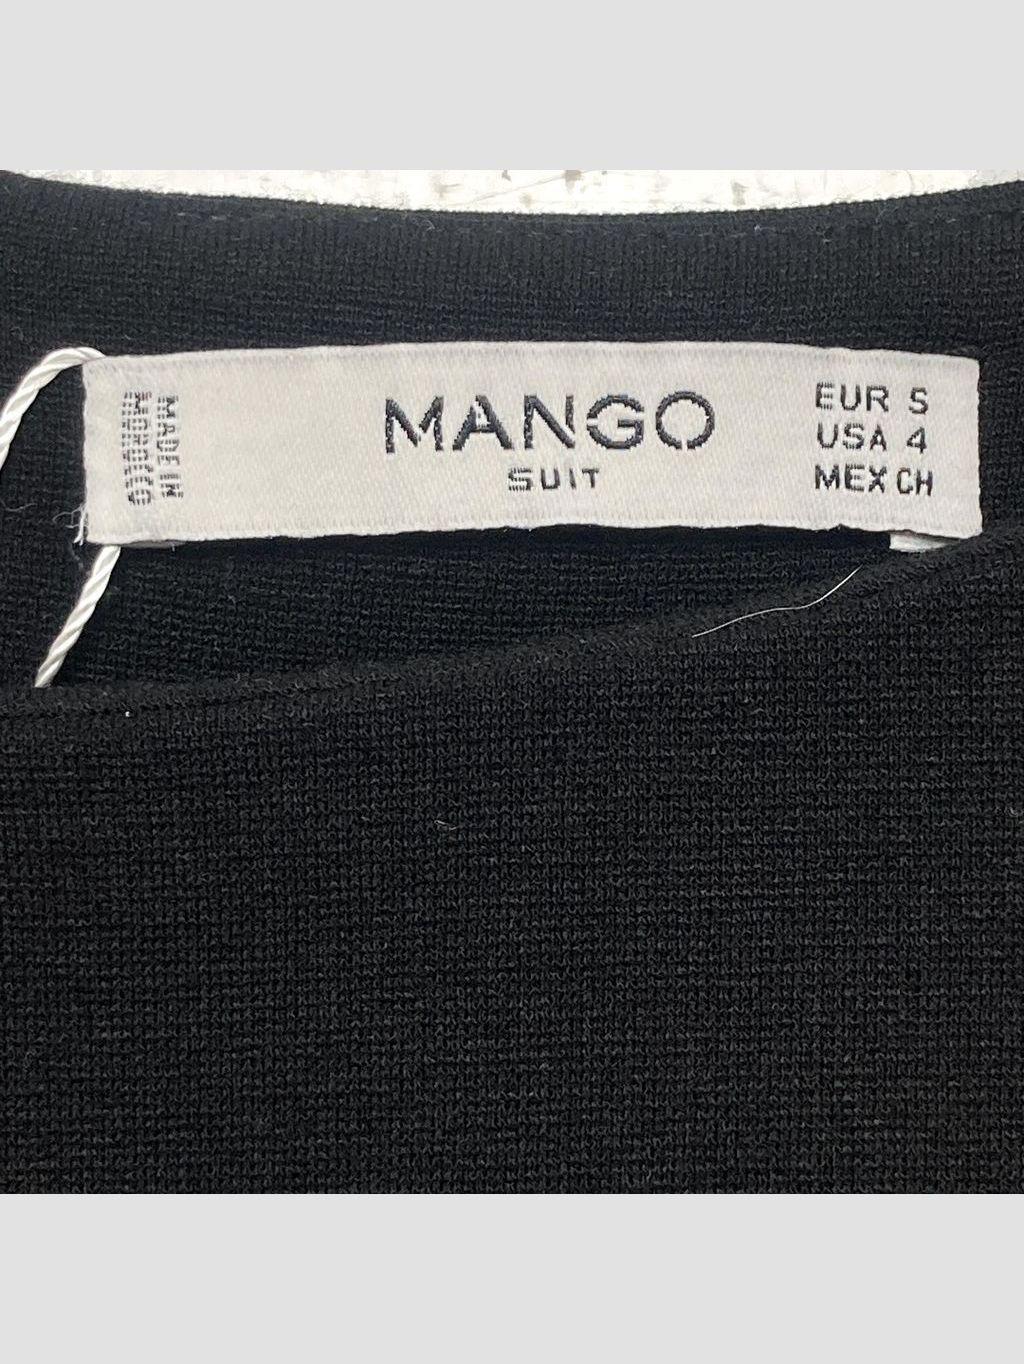 MADE IN
MOROCCO
MANGO
SUIT
EUR S
USA 4
MEX CH